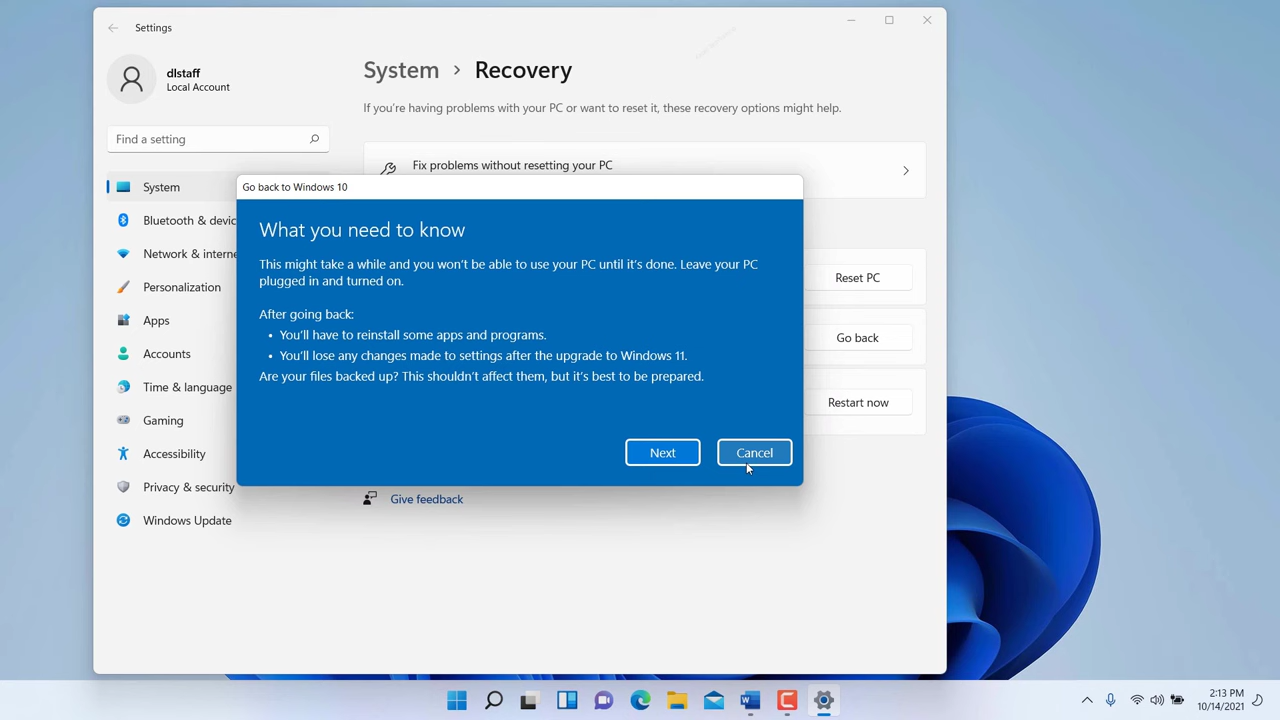 Settings
dlstaff
Local Account
Find a setting
System
Bluetooth & devic
Network & interne
Personalization
Apps
Accounts
Time & language
Gaming
Accessibility
Privacy & security
Windows Update
System > Recovery
If you're having problems with your PC or want to reset it, these recovery options might help.
Fix problems without resetting your PC
Reset PC
Go back
Restart now
Go back to Windows 10
What you need to know
This might take a while and you won't be able to use your PC until it's done. Leave your PC
plugged in and turned on.
After going back:
• You'll have to reinstall some apps and programs.
• You'll lose any changes made to settings after the upgrade to Windows 11.
Are your files backed up? This shouldn't affect them, but it's best to be prepared.
Next
Cancel
Give feedback
2:13 PM
10/14/2021